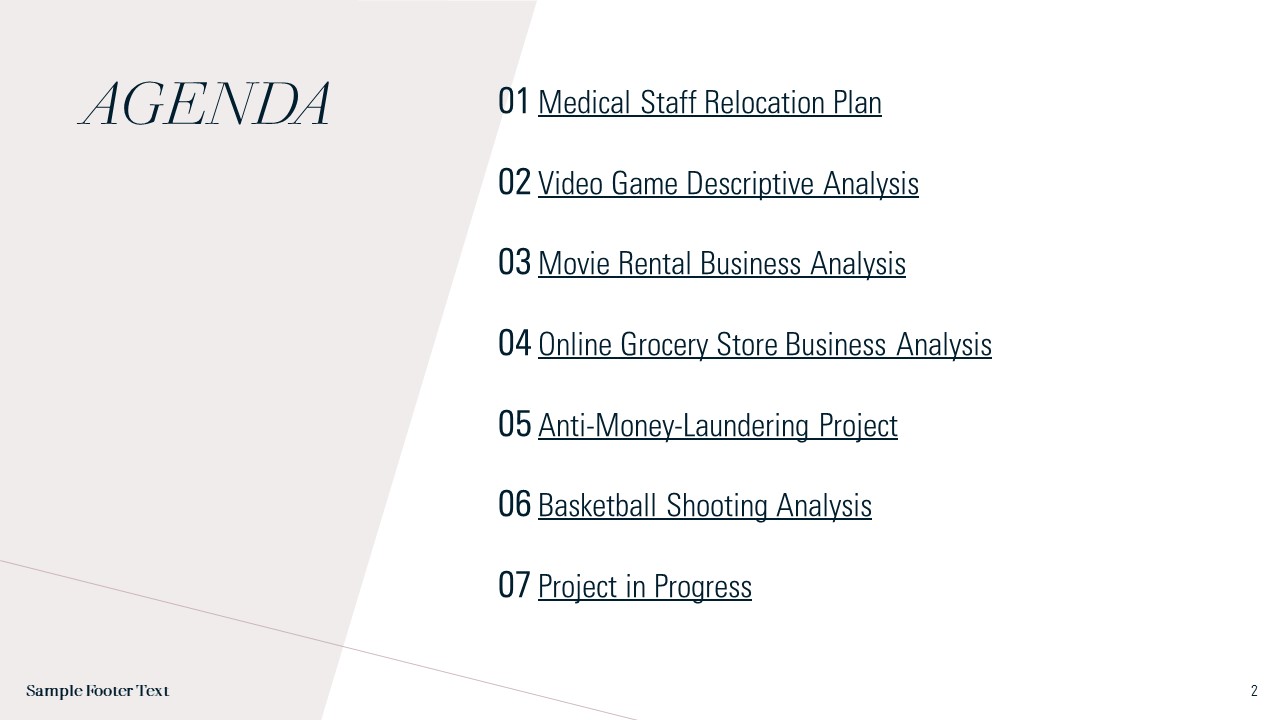 AGENDA
01 Medical Staff Relocation Plan
02 Video Game Descriptive Analysis
03 Movie Rental Business Analysis
04 Online Grocery Store Business Analysis
05 Anti-Money-Laundering Project
06 Basketball Shooting Analysis
07 Project in Progress
Sample Footer Text
2